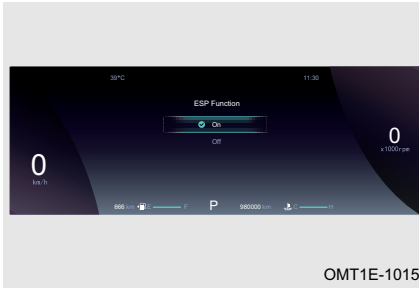 39°C 11:30
ESP Function
On
Off
0
km/h
0
x1000rpm
666 km E F P 980000 km C H
OMT1E-1015